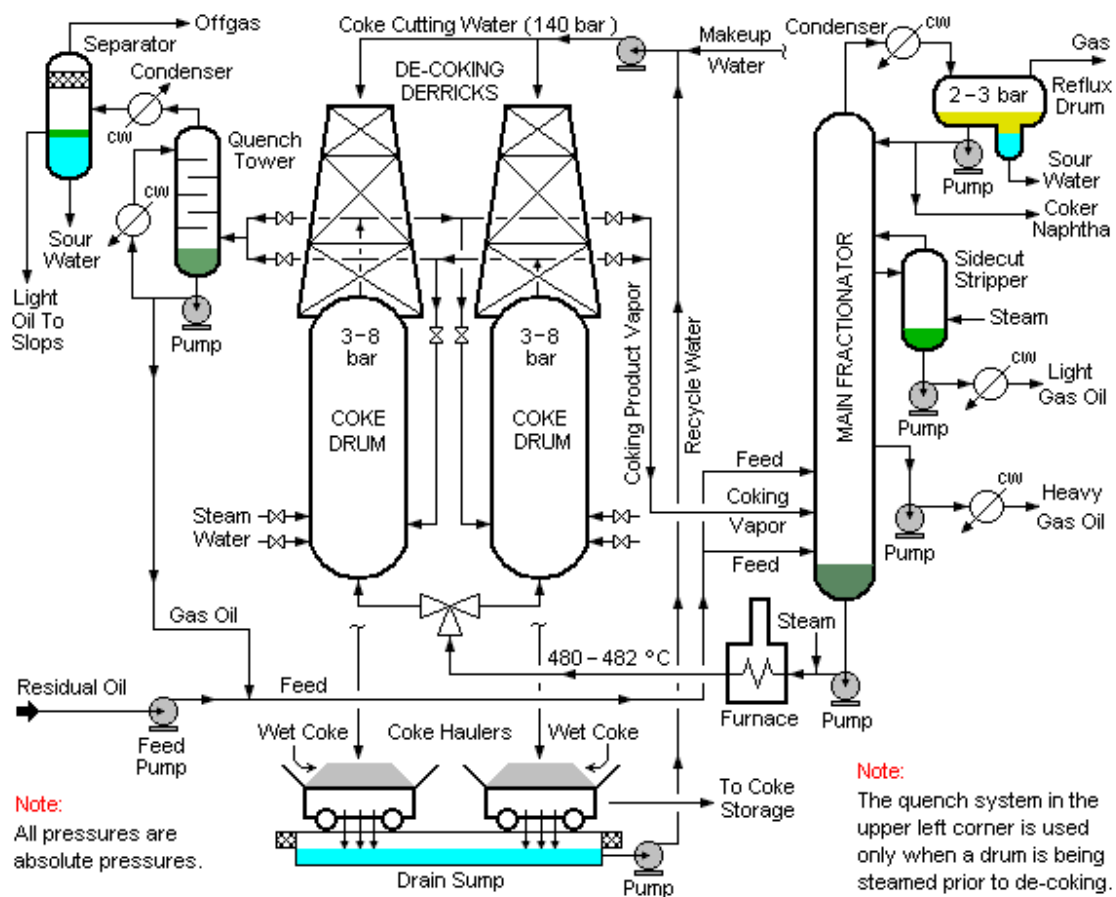 Offgas
Separator
Condenser
CW
Quench
Tower
CW
Sour
Water
Light
Oil To
Slops
Pump
Coke Cutting Water (140 bar )
DE-COKING
DERRICKS
Makeup
Water
Condenser
CW
Gas
2–3 bar
Reflux
Drum
Pump
Sour
Water
Coker
Naphtha
Sidecut
Stripper
Steam
CW
Light
Gas Oil
Pump
MAIN FRACTIONATOR
CW
Heavy
Gas Oil
Pump
3–8
bar
COKE
DRUM
3–8
bar
COKE
DRUM
Coking Product Vapor
Recycle Water
Feed
Coking
Vapor
Feed
Steam
Water
Gas Oil
Steam
480–482 °C
Furnace
Pump
Residual Oil
Feed
Feed
Pump
Wet Coke
Coke Haulers
Wet Coke
To Coke
Storage
Drain Sump
Pump
Note:
All pressures are
absolute pressures.
Note:
The quench system in the
upper left corner is used
only when a drum is being
steamed prior to de-coking.